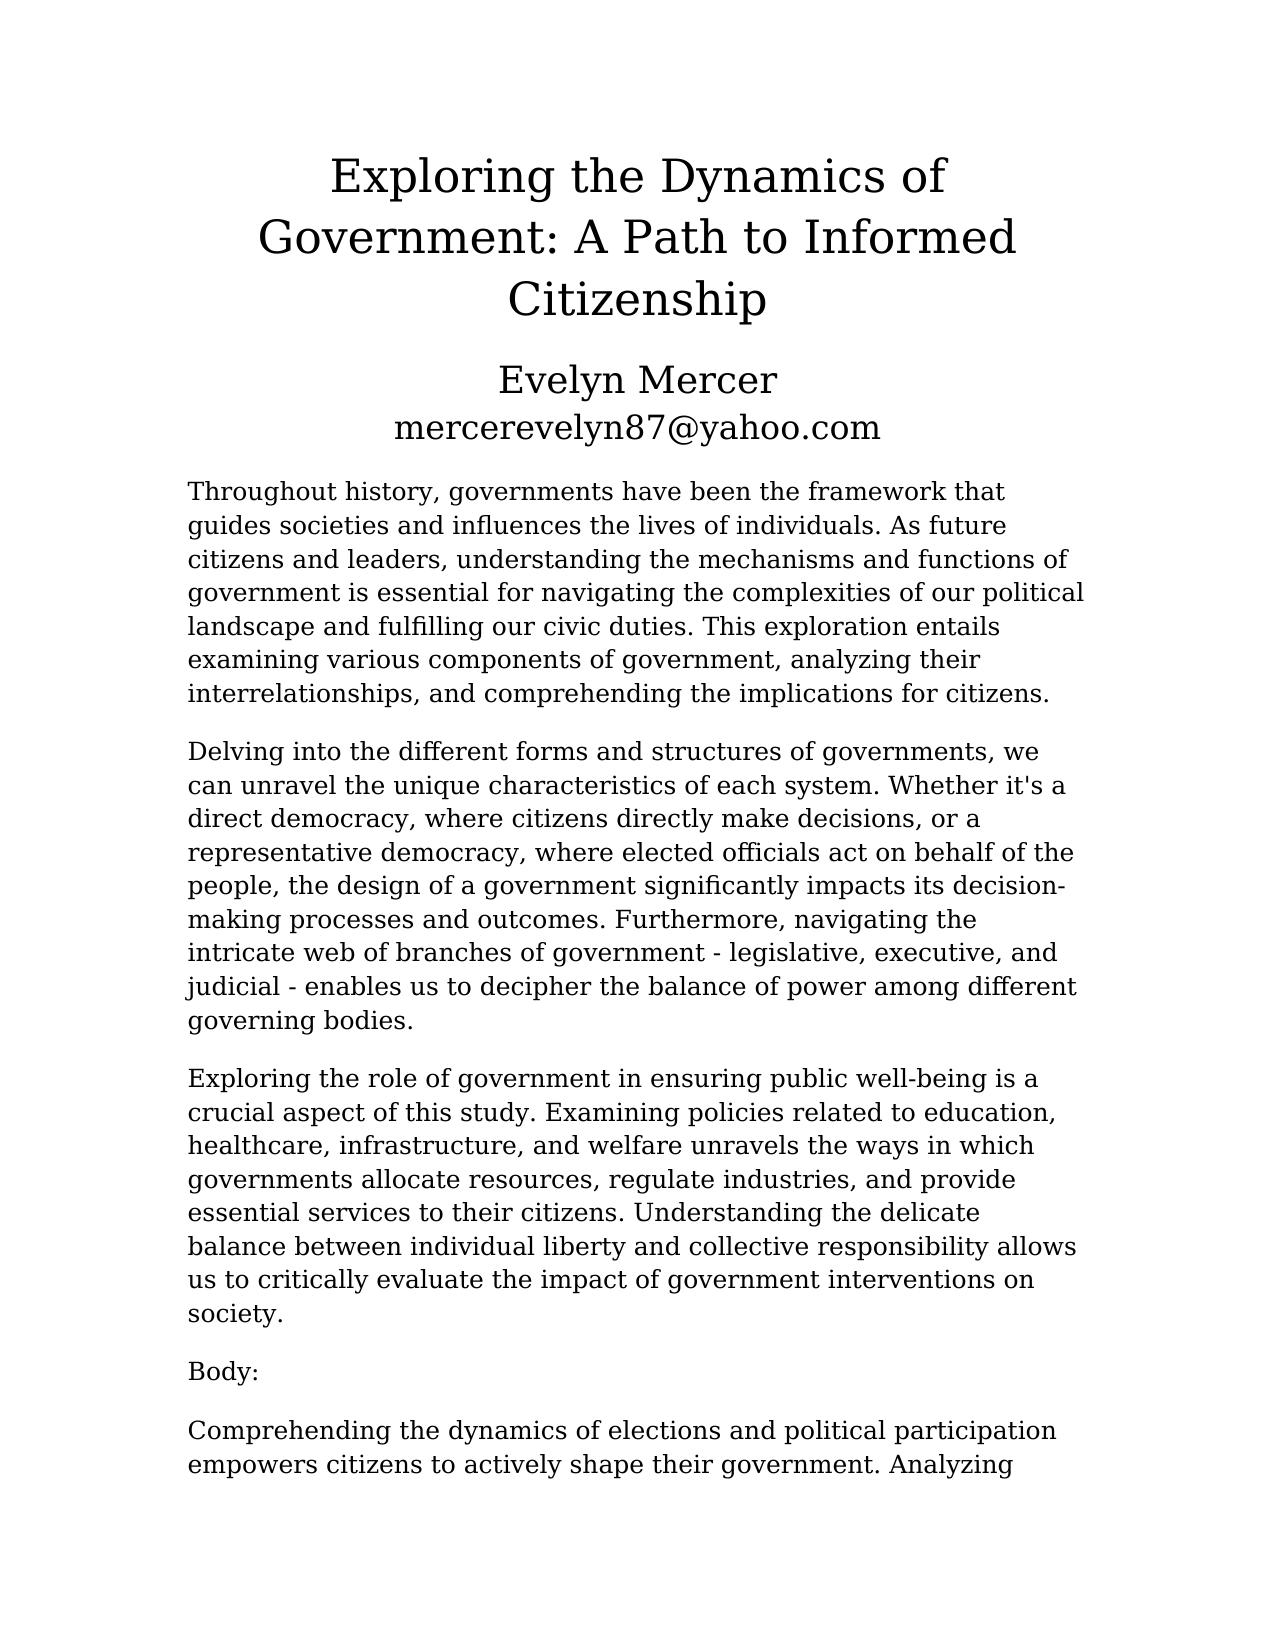 Exploring the Dynamics of
Government: A Path to Informed
Citizenship
Evelyn Mercer
mercerevelyn87@yahoo.com
Throughout history, governments have been the framework that
guides societies and influences the lives of individuals. As future
citizens and leaders, understanding the mechanisms and functions of
government is essential for navigating the complexities of our political
landscape and fulfilling our civic duties. This exploration entails
examining various components of government, analyzing their
interrelationships, and comprehending the implications for citizens.
Delving into the different forms and structures of governments, we
can unravel the unique characteristics of each system. Whether it's a
direct democracy, where citizens directly make decisions, or a
representative democracy, where elected officials act on behalf of the
people, the design of a government significantly impacts its decision-
making processes and outcomes. Furthermore, navigating the
intricate web of branches of government - legislative, executive, and
judicial - enables us to decipher the balance of power among different
governing bodies.
Exploring the role of government in ensuring public well-being is a
crucial aspect of this study. Examining policies related to education,
healthcare, infrastructure, and welfare unravels the ways in which
governments allocate resources, regulate industries, and provide
essential services to their citizens. Understanding the delicate
balance between individual liberty and collective responsibility allows
us to critically evaluate the impact of government interventions on
society.
Body:
Comprehending the dynamics of elections and political participation
empowers citizens to actively shape their government. Analyzing